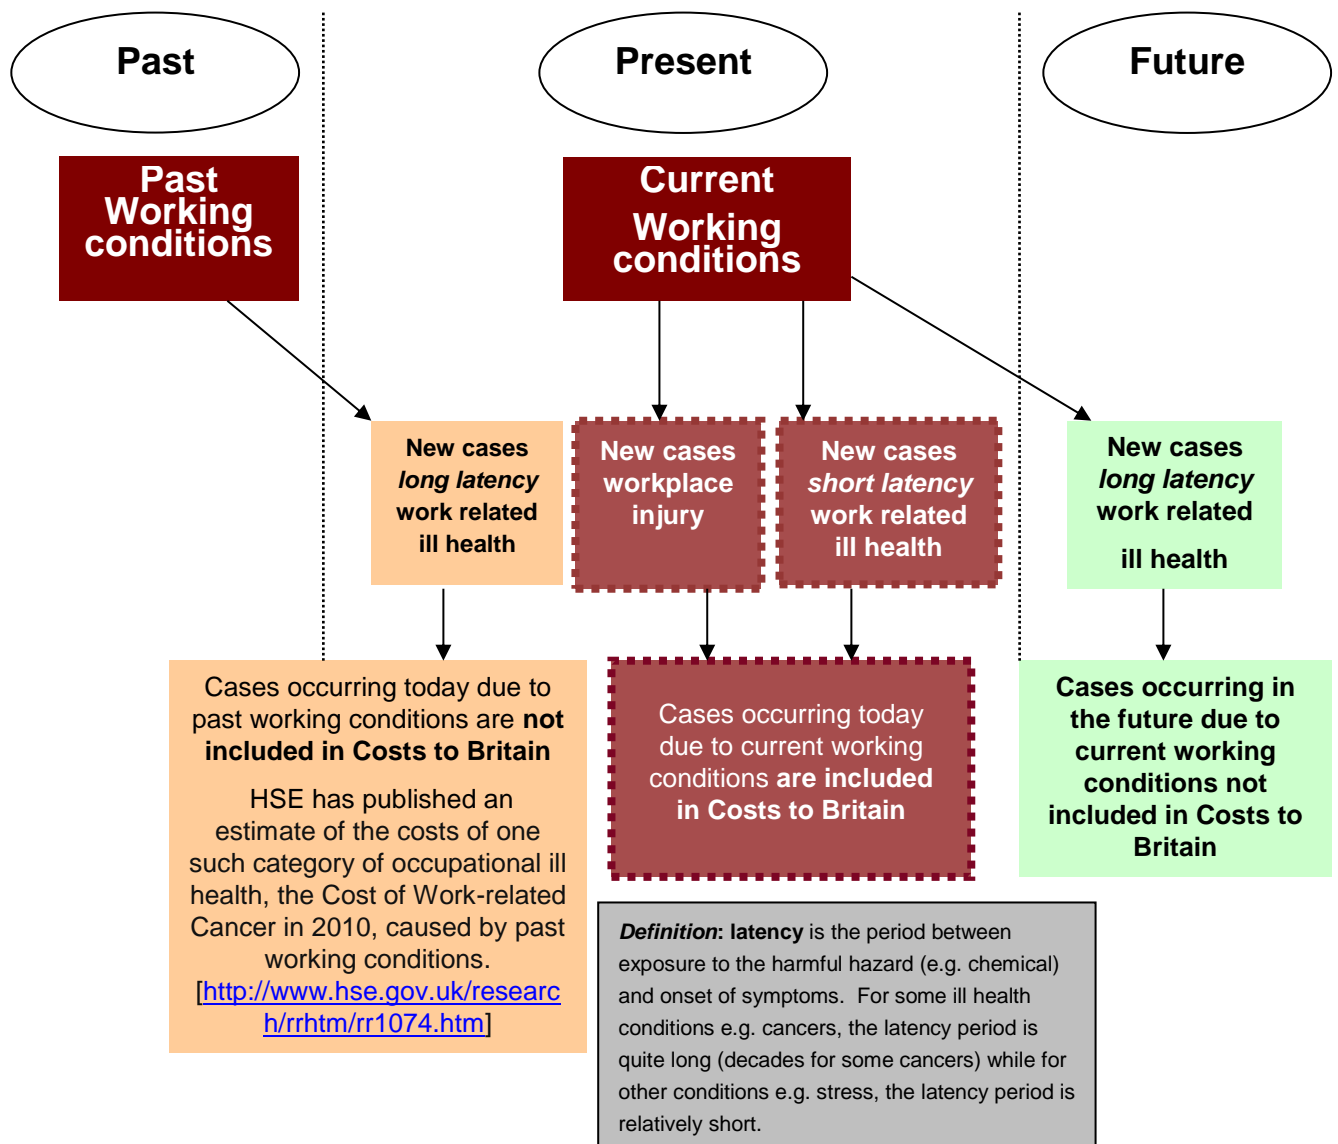 Past
Present
Future
Past
Working
conditions
Current
Working
conditions
New cases
long latency
work related
ill health
New cases
workplace
injury
New cases
short latency
work related
ill health
New cases
long latency
work related
ill health
Cases occurring today due to
past working conditions are not
included in Costs to Britain
HSE has published an
estimate of the costs of one
such category of occupational ill
health, the Cost of Work-related
Cancer in 2010, caused by past
working conditions.
[http://www.hse.gov.uk/researc
h/rrhtm/rr1074.htm]
Cases occurring today
due to current working
conditions are included
in Costs to Britain
Cases occurring in
the future due to
current working
conditions not
included in Costs to
Britain
Definition: latency is the period between
exposure to the harmful hazard (e.g. chemical)
and onset of symptoms. For some ill health
conditions e.g. cancers, the latency period is
quite long (decades for some cancers) while for
other conditions e.g. stress, the latency period is
relatively short.